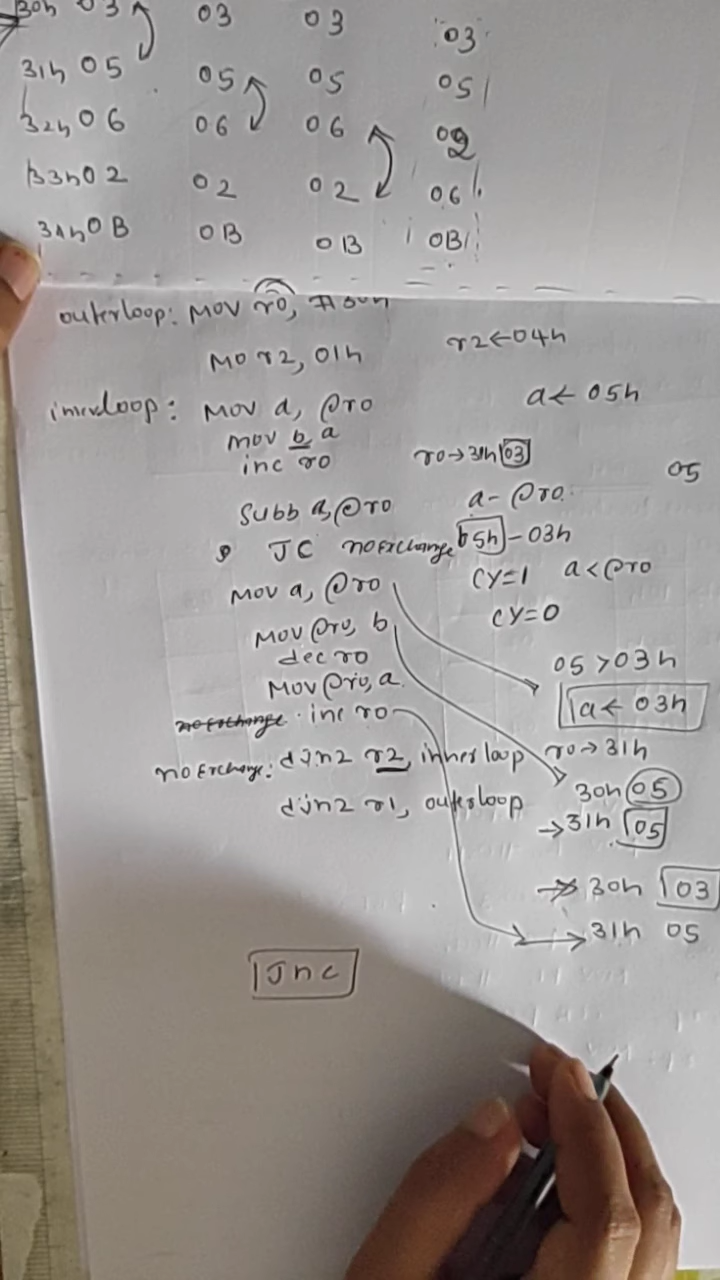 30h 03 03 03 03
31h 05 05 05 05
32h 06 06 06 02
33h 02 02 02 06
34h 0B 0B 0B 0B
outerloop: Mov r0, #30h
Mo r2, 01h r2←04h
innerloop: Mov a, @r0 a← 05h
mov b a
inc r0 r0→31h 03 05
Subb a, @r0 a - @r0
JC noExchange 05h - 03h
Mov a, @r0 CY=1 a<@r0
Mov @r0, b CY=0
dec r0 05 >03h
Mov @r0, a
noExchange inc r0 a← 03h
noExchange: djnz r2, innerloop r0→31h
30h 05
djnz r1, outerloop →31h 05
→ 30h 03
→31h 05
Jnc